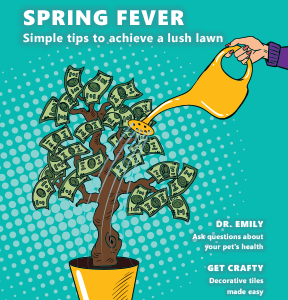 SPRING FEVER
Simple tips to achieve a lush lawn
DR. EMILY
Ask questions about
your pet's health
GET CRAFTY
Decorative tiles
made easy